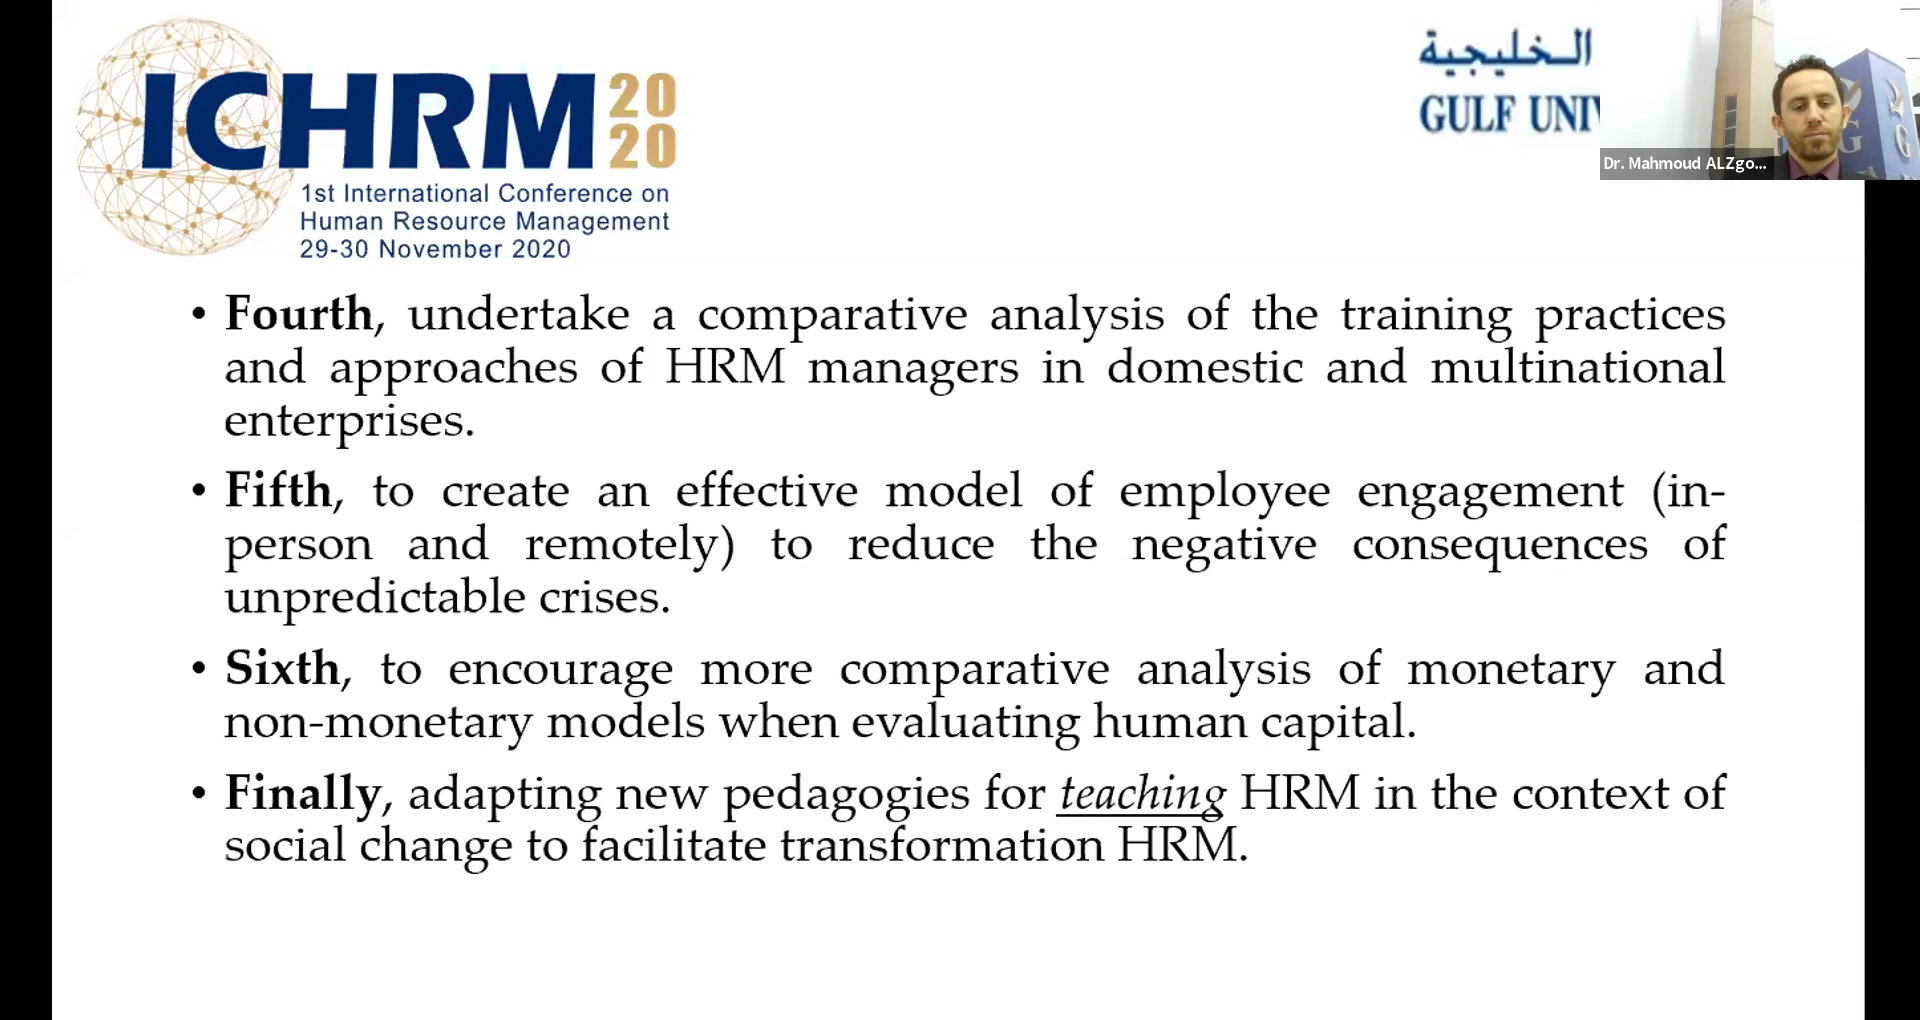 ICHRM 20
20
1st International Conference on
Human Resource Management
29-30 November 2020
الخليجية
GULF UNI
Dr. Mahmoud ALZgo...
• Fourth, undertake a comparative analysis of the training practices
and approaches of HRM managers in domestic and multinational
enterprises.
• Fifth, to create an effective model of employee engagement (in-
person and remotely) to reduce the negative consequences of
unpredictable crises.
• Sixth, to encourage more comparative analysis of monetary and
non-monetary models when evaluating human capital.
• Finally, adapting new pedagogies for teaching HRM in the context of
social change to facilitate transformation HRM.